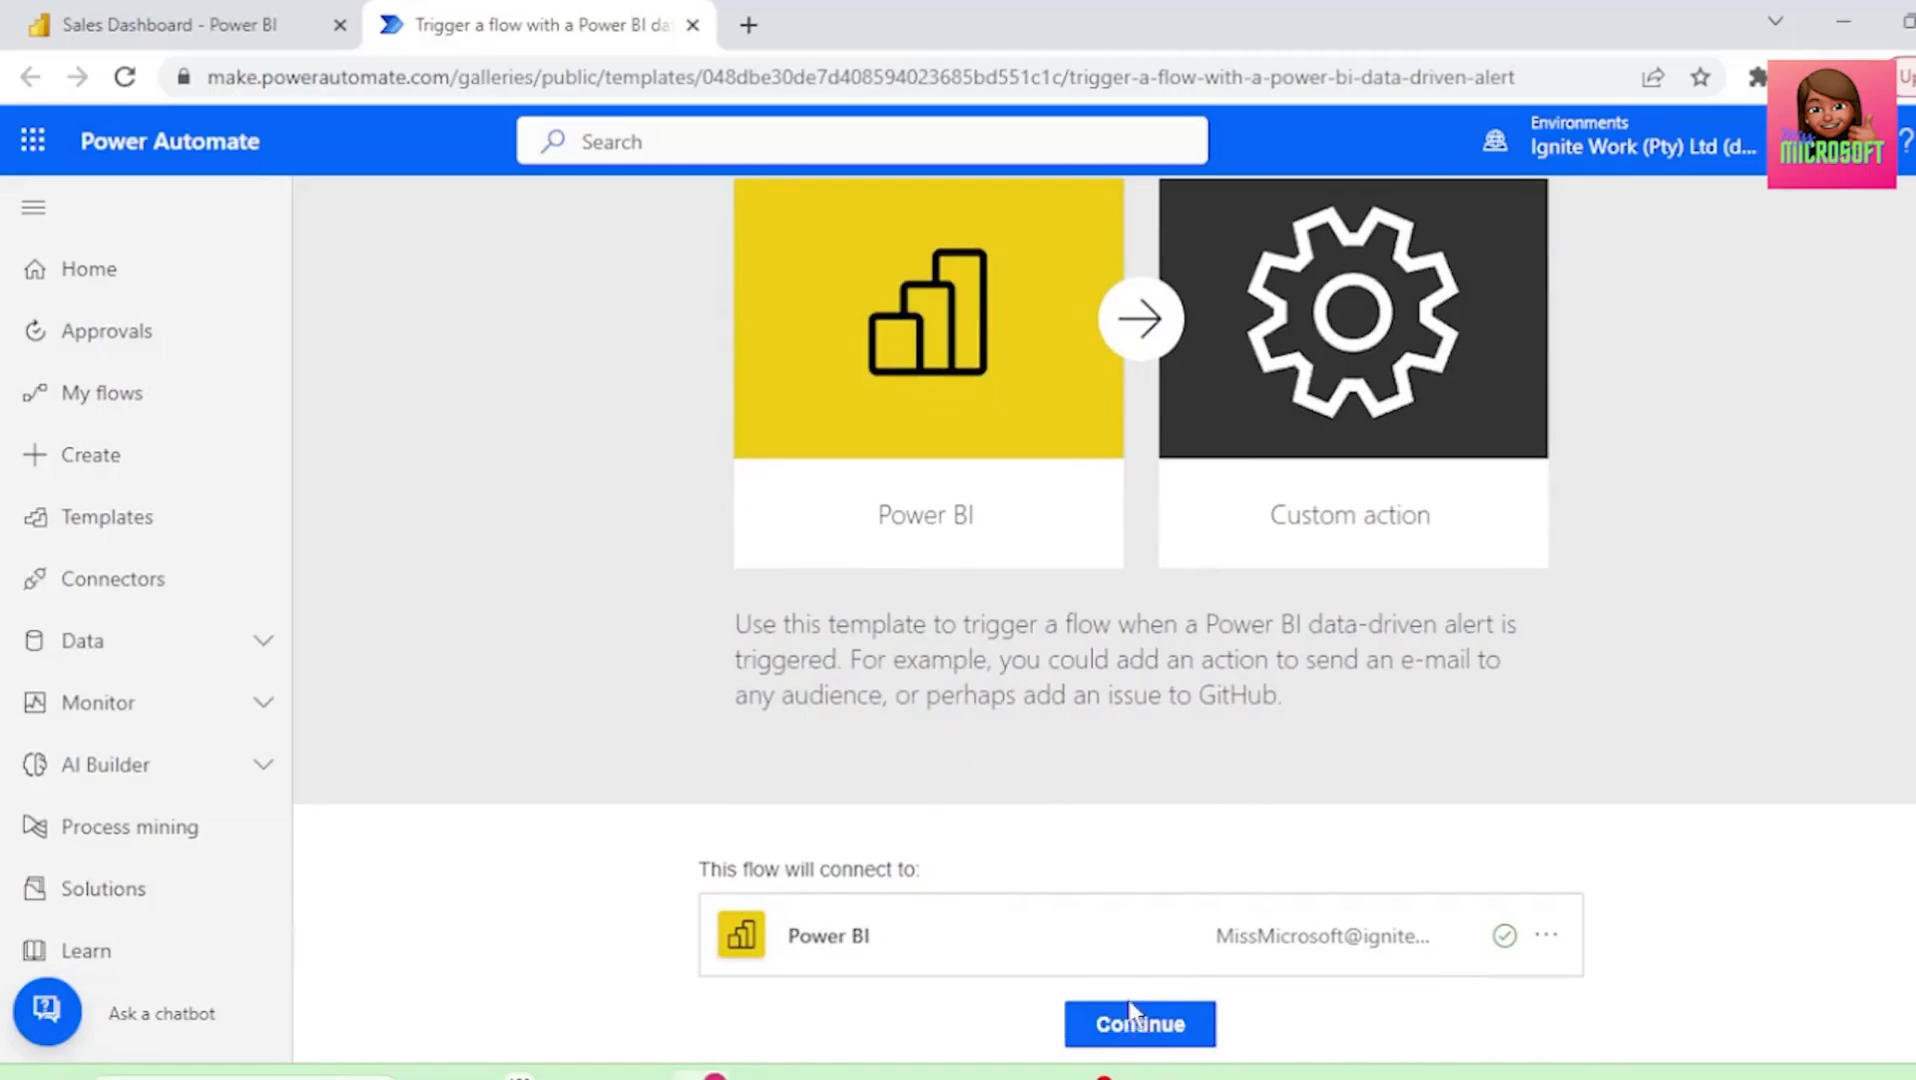 Sales Dashboard - Power BI
Trigger a flow with a Power BI da
make.powerautomate.com/galleries/public/templates/048dbe30de7d408594023685bd551c1c/trigger-a-flow-with-a-power-bi-data-driven-alert
Up
Power Automate
Search
Environments
Ignite Work (Pty) Ltd (d...
MICROSOFT
?
Home
Approvals
My flows
Create
Templates
Connectors
Data
Monitor
AI Builder
Process mining
Solutions
Learn
Ask a chatbot
Power BI
Custom action
Use this template to trigger a flow when a Power BI data-driven alert is
triggered. For example, you could add an action to send an e-mail to
any audience, or perhaps add an issue to GitHub.
This flow will connect to:
Power BI
MissMicrosoft@ignite...
Continue